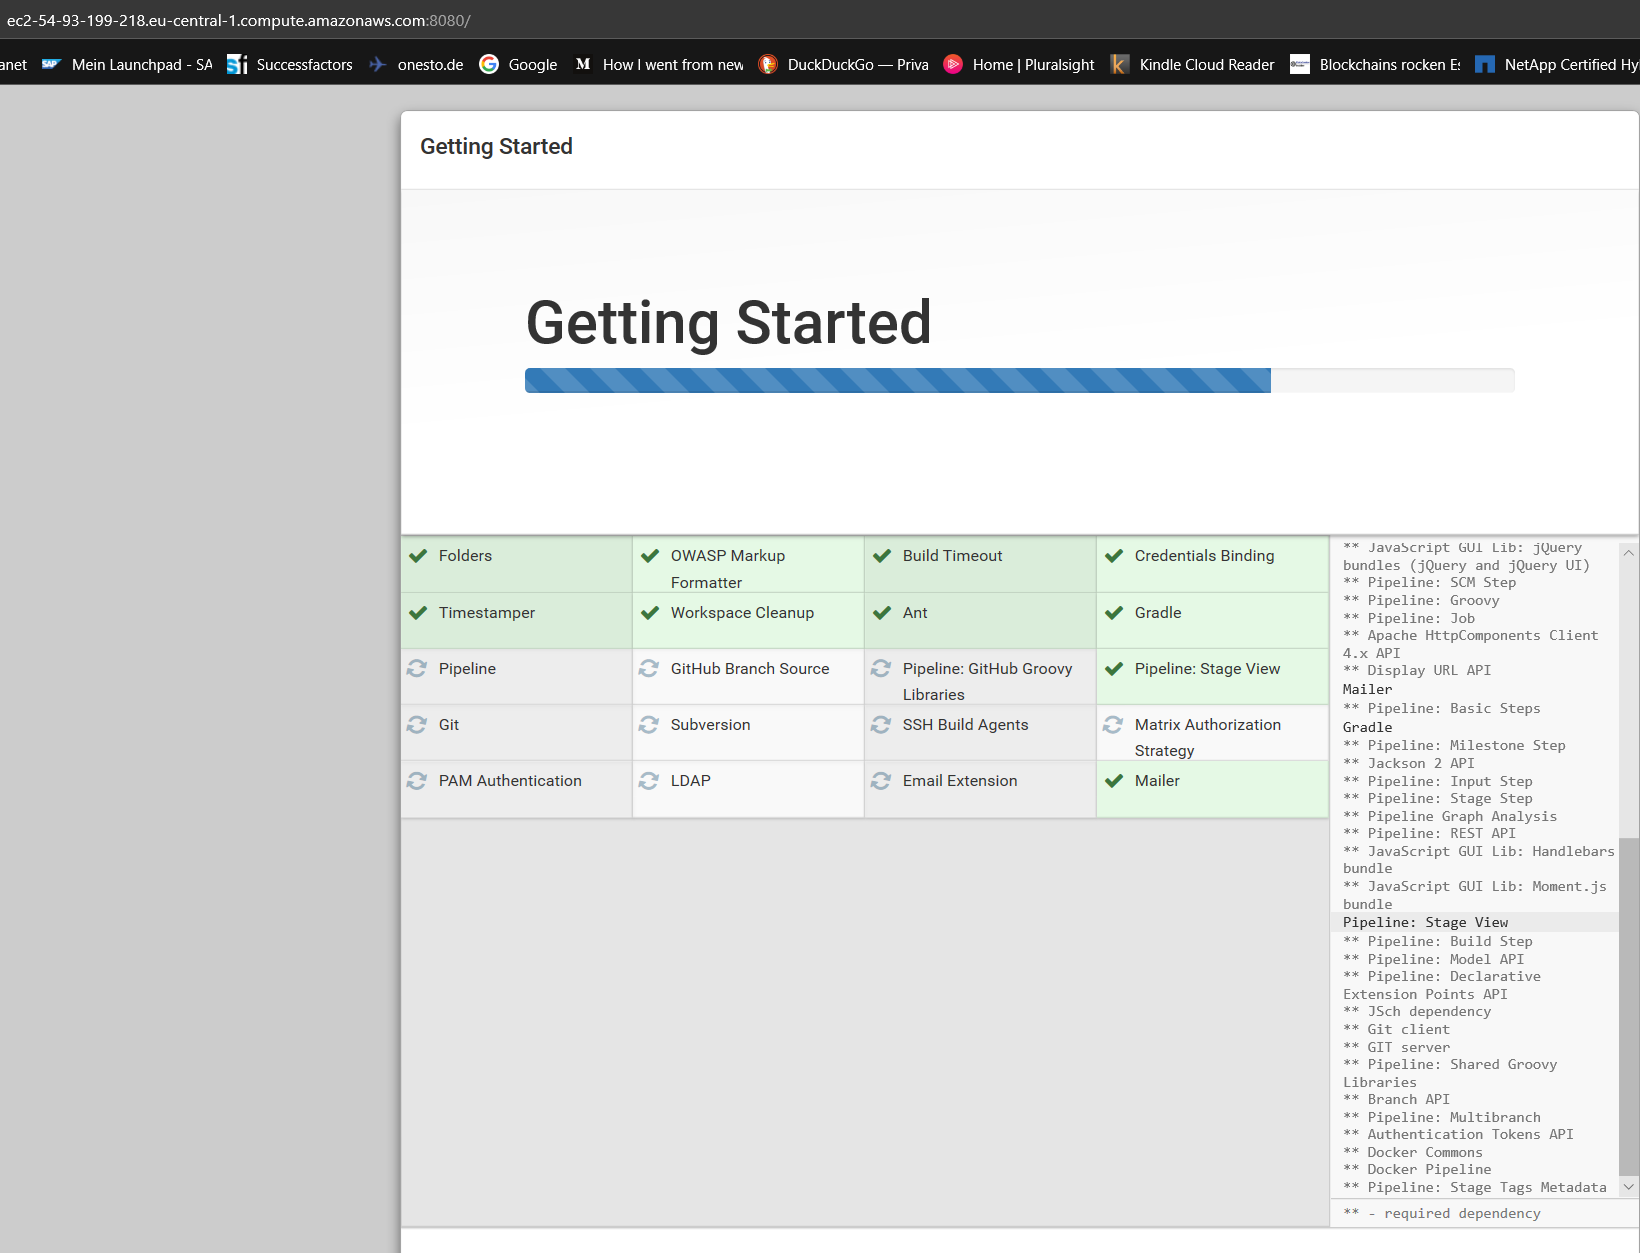 ec2-54-93-199-218.eu-central-1.compute.amazonaws.com:8080/
anet SAP Mein Launchpad - SA Sf Successfactors onesto.de G Google M How I went from new DuckDuckGo — Priva Home | Pluralsight k Kindle Cloud Reader Blockchains rocken Es NetApp Certified Hy
Getting Started
Getting Started
Folders
OWASP Markup
Formatter
Build Timeout
Credentials Binding
Timestamper
Workspace Cleanup
Ant
Gradle
Pipeline
GitHub Branch Source
Pipeline: GitHub Groovy
Libraries
Pipeline: Stage View
Git
Subversion
SSH Build Agents
Matrix Authorization
Strategy
PAM Authentication
LDAP
Email Extension
Mailer
** JavaScript GUI Lib: jQuery
bundles (jQuery and jQuery UI)
** Pipeline: SCM Step
** Pipeline: Groovy
** Pipeline: Job
** Apache HttpComponents Client
4.x API
** Display URL API
Mailer
** Pipeline: Basic Steps
Gradle
** Pipeline: Milestone Step
** Jackson 2 API
** Pipeline: Input Step
** Pipeline: Stage Step
** Pipeline Graph Analysis
** Pipeline: REST API
** JavaScript GUI Lib: Handlebars
bundle
** JavaScript GUI Lib: Moment.js
bundle
Pipeline: Stage View
** Pipeline: Build Step
** Pipeline: Model API
** Pipeline: Declarative
Extension Points API
** JSch dependency
** Git client
** GIT server
** Pipeline: Shared Groovy
Libraries
** Branch API
** Pipeline: Multibranch
** Authentication Tokens API
** Docker Commons
** Docker Pipeline
** Pipeline: Stage Tags Metadata
** - required dependency